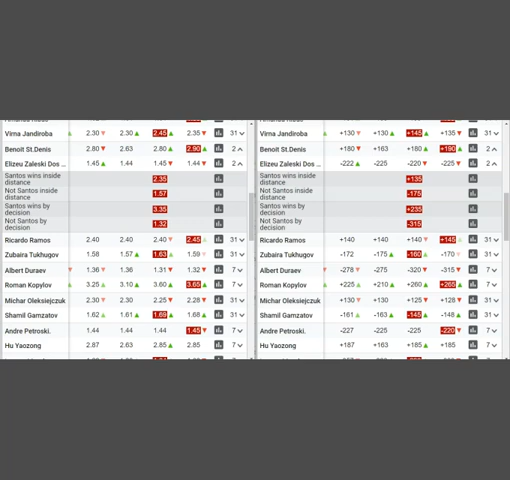 Virna Jandiroba 2.30 2.30 2.45 2.35 31
Benoit St.Denis 2.80 2.63 2.80 2.90 2
Elizeu Zaleski Dos ... 1.45 1.44 1.45 1.44 2
Santos wins inside
distance 2.35
Not Santos inside
distance 1.57
Santos wins by
decision 3.35
Not Santos by
decision 1.32
Ricardo Ramos 2.40 2.40 2.40 2.45 31
Zubaira Tukhugov 1.58 1.57 1.63 1.59 31
Albert Duraev 1.36 1.36 1.31 1.32 7
Roman Kopylov 3.25 3.10 3.60 3.65 7
Michar Oleksiejczuk 2.30 2.30 2.25 2.28 31
Shamil Gamzatov 1.62 1.61 1.69 1.68 31
Andre Petroski. 1.44 1.44 1.44 1.45 7
Hu Yaozong 2.87 2.63 2.85 2.85 7
Virna Jandiroba +130 +130 +145 +135 31
Benoit St.Denis +180 +163 +180 +190 2
Elizeu Zaleski Dos ... -222 -225 -220 -225 2
Santos wins inside
distance +135
Not Santos inside
distance -175
Santos wins by
decision +235
Not Santos by
decision -315
Ricardo Ramos +140 +140 +140 +145 31
Zubaira Tukhugov -172 -175 -160 -170 31
Albert Duraev -278 -275 -320 -315 7
Roman Kopylov +225 +210 +260 +265 7
Michar Oleksiejczuk +130 +130 +125 +128 31
Shamil Gamzatov -161 -163 -145 -148 31
Andre Petroski. -227 -225 -225 -220 7
Hu Yaozong +187 +163 +185 +185 7